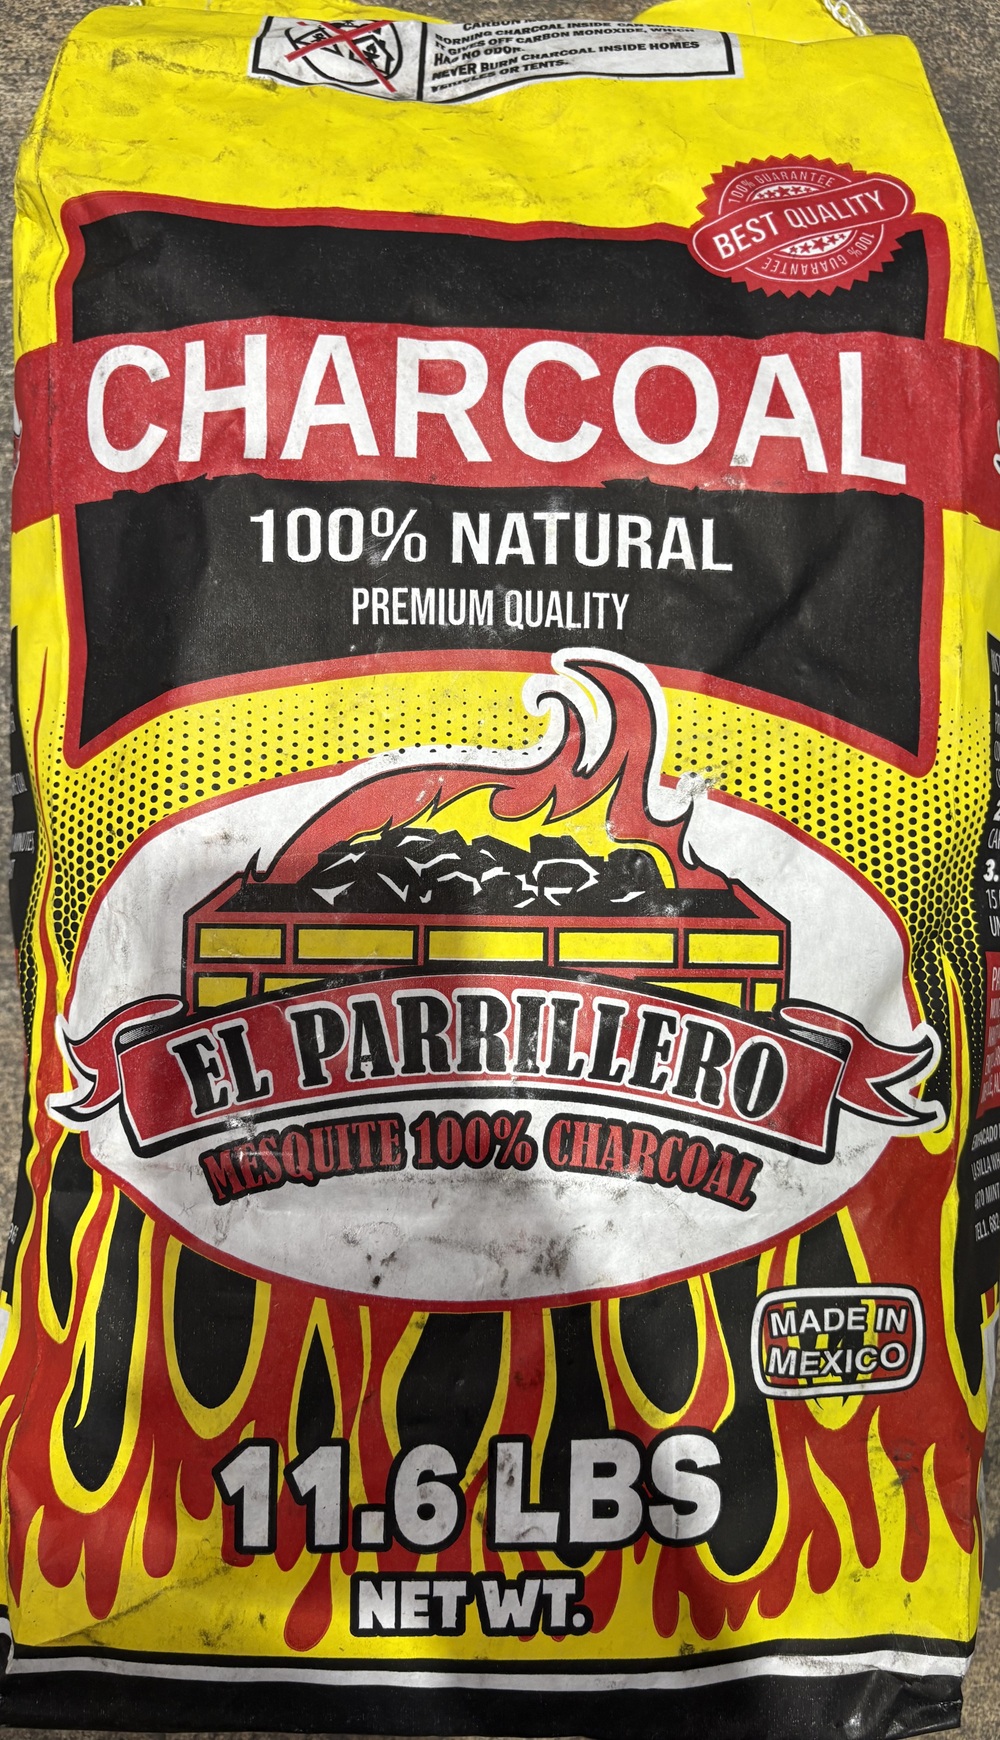 CARBON
BURNING CHARCOAL INSIDE CAN
IT GIVES OFF CARBON MONOXIDE, WHICH
HAS NO ODOR.
NEVER BURN CHARCOAL INSIDE HOMES
VEHICLES OR TENTS.
100% GUARANTEE
BEST QUALITY
100% GUARANTEE
CHARCOAL
100% NATURAL
PREMIUM QUALITY
EL PARRILLERO
MESQUITE 100% CHARCOAL
MADE IN
MEXICO
11.6 LBS
NET WT.